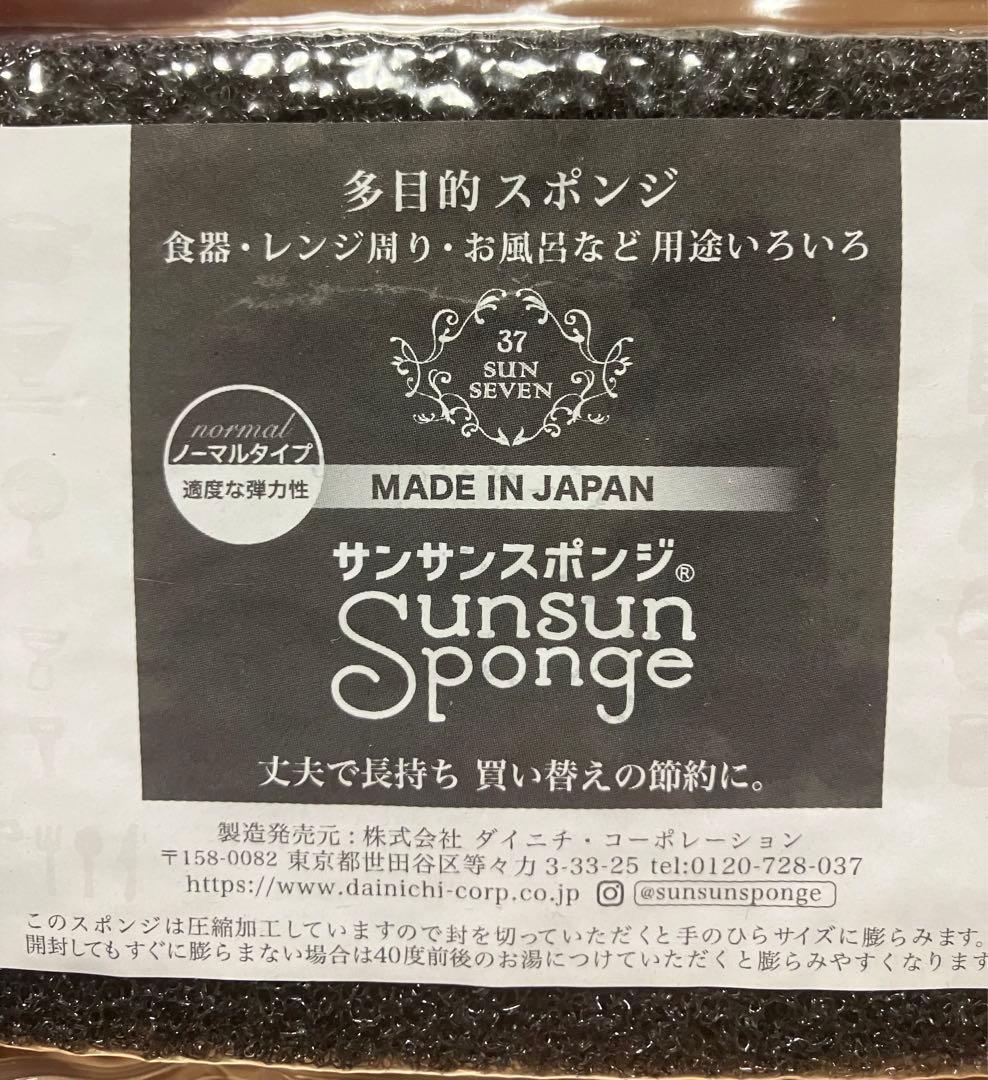 多目的 スポンジ
食器・レンジ周り・お風呂など 用途いろいろ
37
SUN
SEVEN
normal
ノーマルタイプ
適度な弾力性
MADE IN JAPAN
サンサンスポンジ®
Sunsun
Sponge
丈夫で長持ち 買い替えの節約に。
製造発売元：株式会社 ダイニチ・コーポレーション
〒158-0082 東京都世田谷区等々力 3-33-25 tel:0120-728-037
https://www.dainichi-corp.co.jp @sunsunsponge
このスポンジは圧縮加工していますので封を切っていただくと手のひらサイズに膨らみます。
開封してもすぐに膨らまない場合は40度前後のお湯につけていただくと膨らみやすくなります